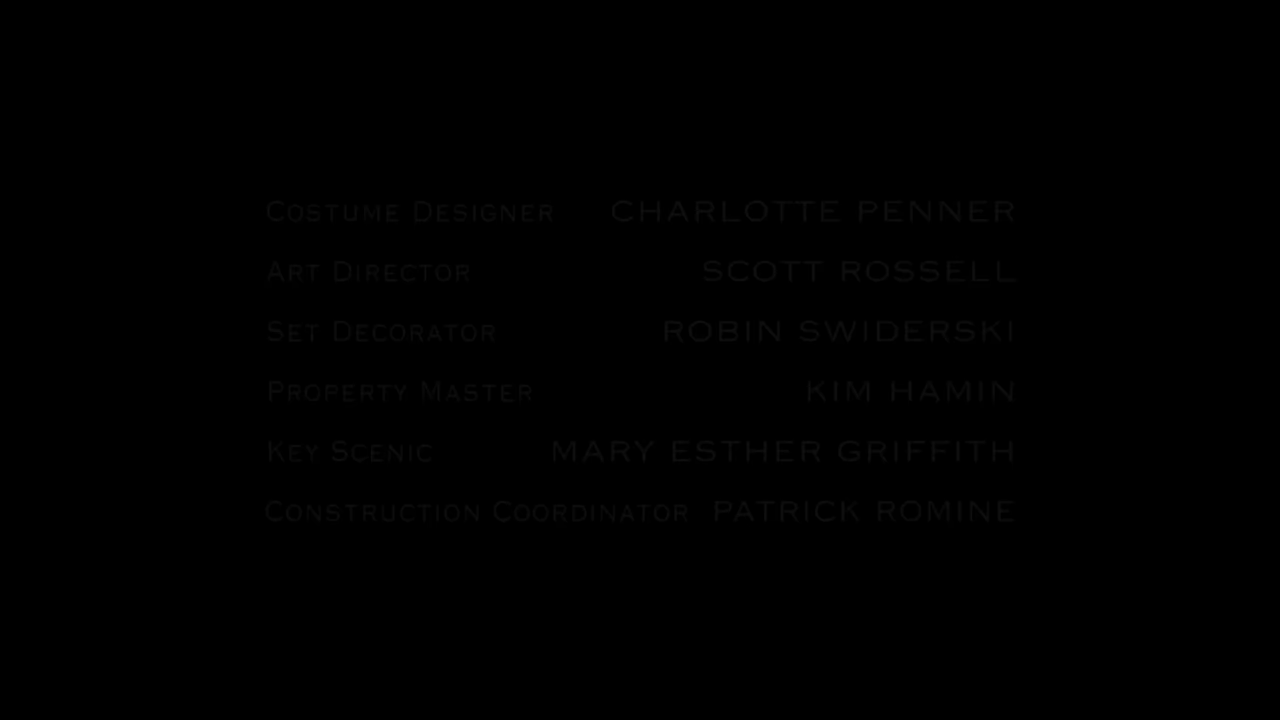 Costume Designer CHARLOTTE PENNER
Art Director SCOTT ROSSELL
Set Decorator ROBIN SWIDERSKI
Property Master KIM HAMIN
Key Scenic MARY ESTHER GRIFFITH
Construction Coordinator PATRICK ROMINE